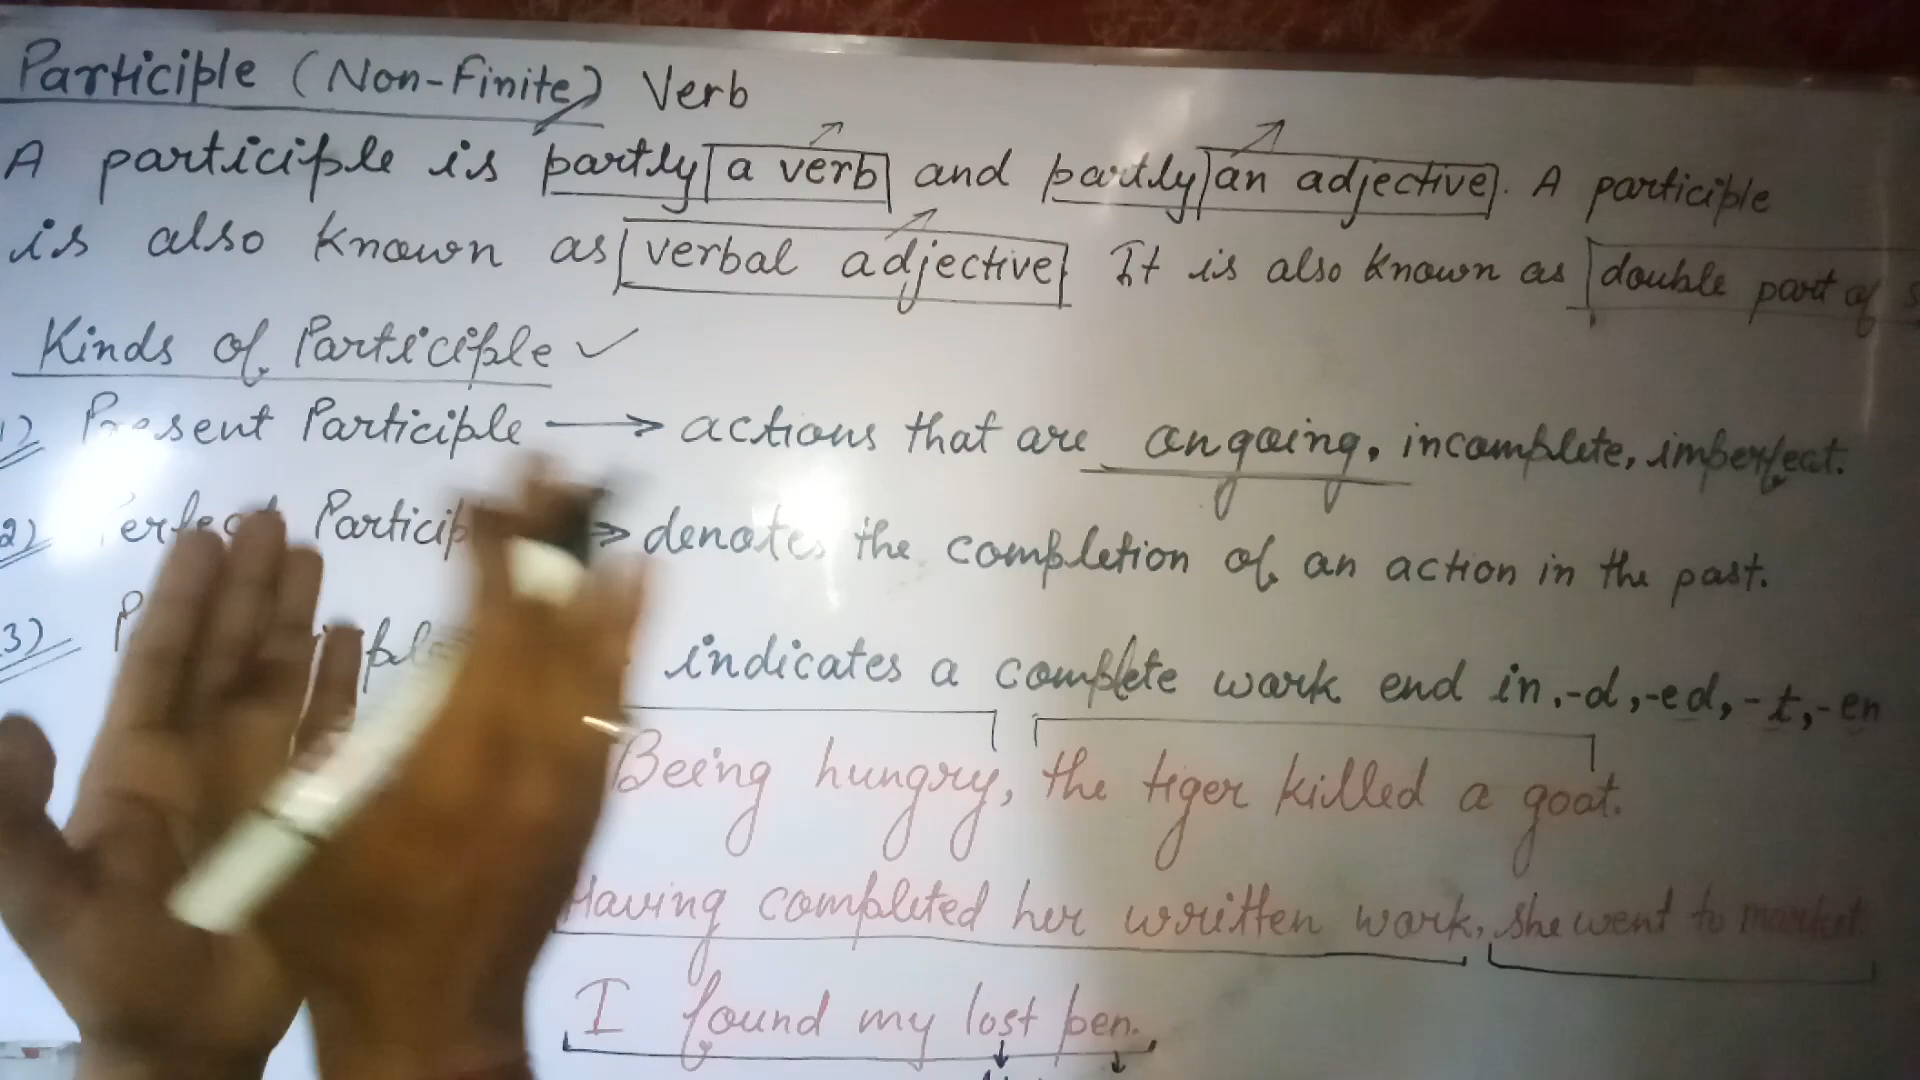 Participle (Non-Finite) Verb
A participle is partly a verb and partly an adjective. A participle
is also known as verbal adjective It is also known as double part of
Kinds of Participle ✓
1) Present Participle → actions that are ongoing, incomplete, imperfect.
2) Perfect → denotes the completion of an action in the past.
3) indicates a complete work end in, -d, -ed, -t, -en
Being hungry, the tiger killed a goat.
Having completed her written work, she went to market.
I found my lost pen.